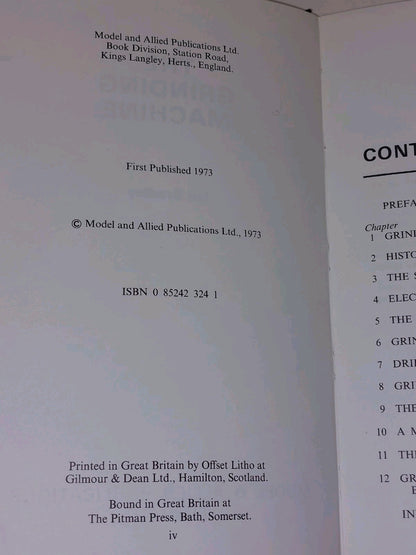 Model and Allied Publications Ltd.
Book Division, Station Road,
Kings Langley, Herts., England.
First Published 1973
© Model and Allied Publications Ltd., 1973
ISBN 0 85242 324 1
Printed in Great Britain by Offset Litho at
Gilmour & Dean Ltd., Hamilton, Scotland.
Bound in Great Britain at
The Pitman Press, Bath, Somerset.
iv
CONT
PREFA
Chapter
1 GRIN
2 HISTO
3 THE S
4 ELEC
5 THE
6 GRIN
7 DRIL
8 GRI
9 THE
10 A M
11 TH
12 GR
IN